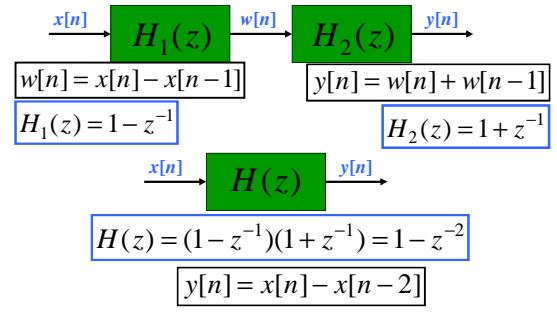 x[n] H₁(z) w[n] H₂(z) y[n]
w[n] = x[n] − x[n−1] y[n] = w[n] + w[n−1]
H₁(z) = 1 − z⁻¹ H₂(z) = 1 + z⁻¹
x[n] H(z) y[n]
H(z) = (1 − z⁻¹)(1 + z⁻¹) = 1 − z⁻²
y[n] = x[n] − x[n−2]